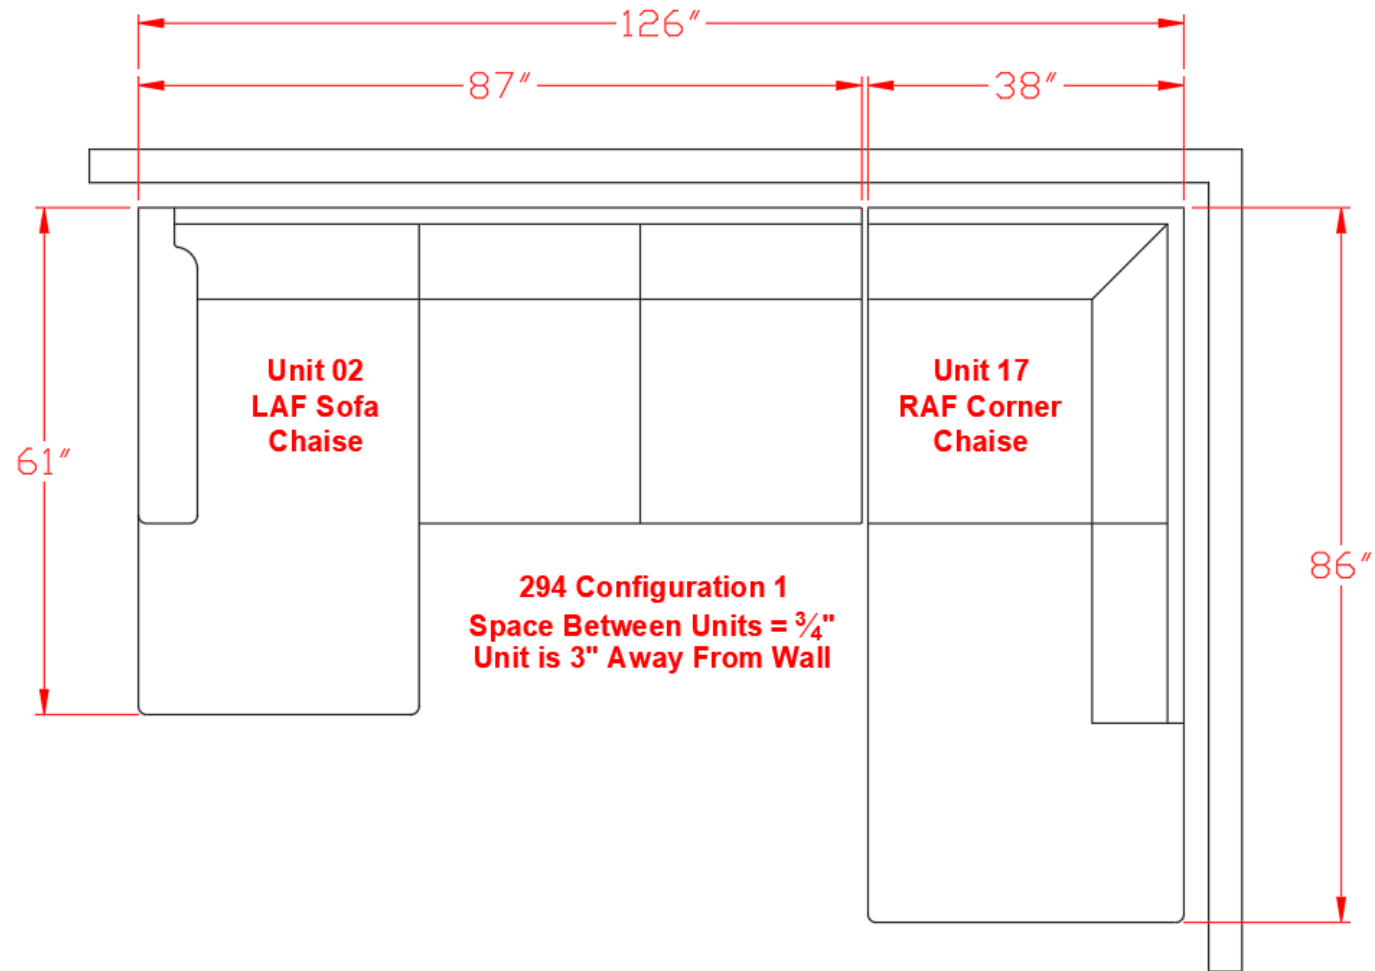 126"
87"
38"
Unit 02
LAF Sofa
Chaise
Unit 17
RAF Corner
Chaise
61"
86"
294 Configuration 1
Space Between Units = ¾"
Unit is 3" Away From Wall